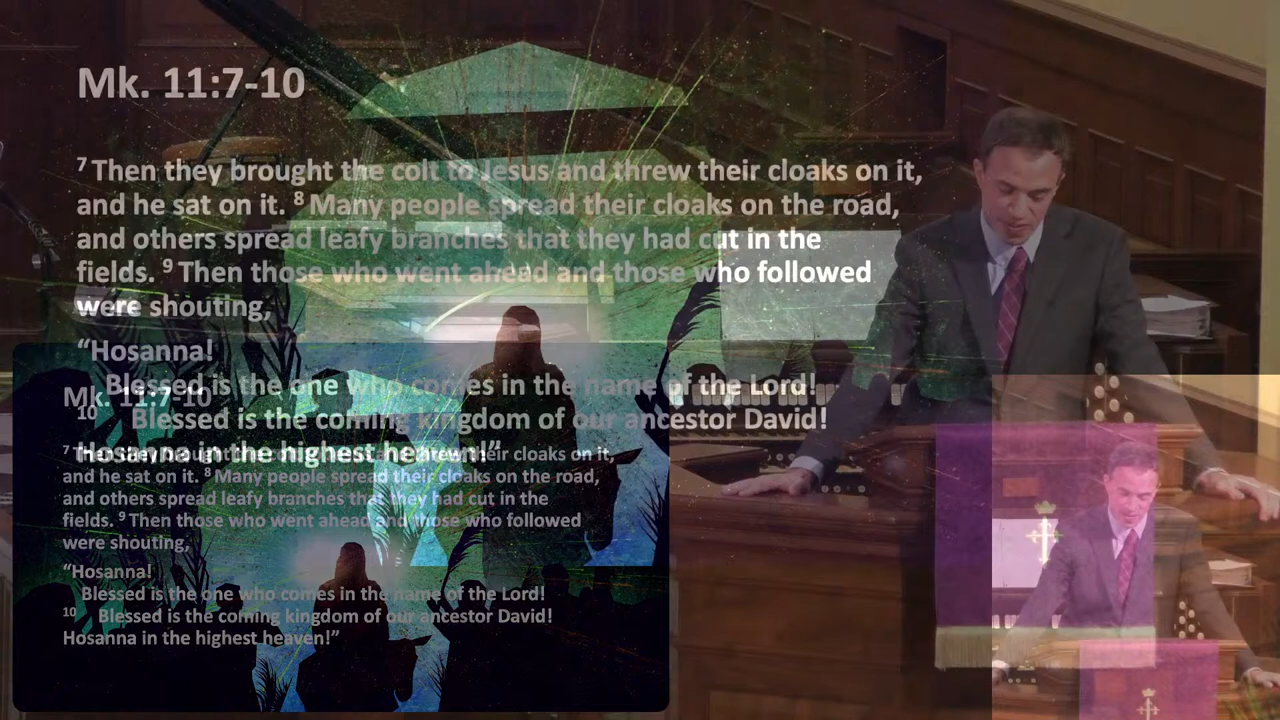 Mk. 11:7-10
7 Then they brought the colt to Jesus and threw their cloaks on it,
and he sat on it. 8 Many people spread their cloaks on the road,
and others spread leafy branches that they had cut in the
fields. 9 Then those who went ahead and those who followed
were shouting,
“Hosanna!
Blessed is the one who comes in the name of the Lord!
10 Blessed is the coming kingdom of our ancestor David!
Hosanna in the highest heaven!”
Mk. 11:7-10
7 threw their cloaks on it,
and he sat on it. 8 Many people spread their cloaks on the road,
and others spread leafy branches that they had cut in the
fields. 9 Then those who went ahead and those who followed
were shouting,
“Hosanna!
Blessed is the one who comes in the name of the Lord!
10 Blessed is the coming kingdom of our ancestor David!
Hosanna in the highest heaven!”